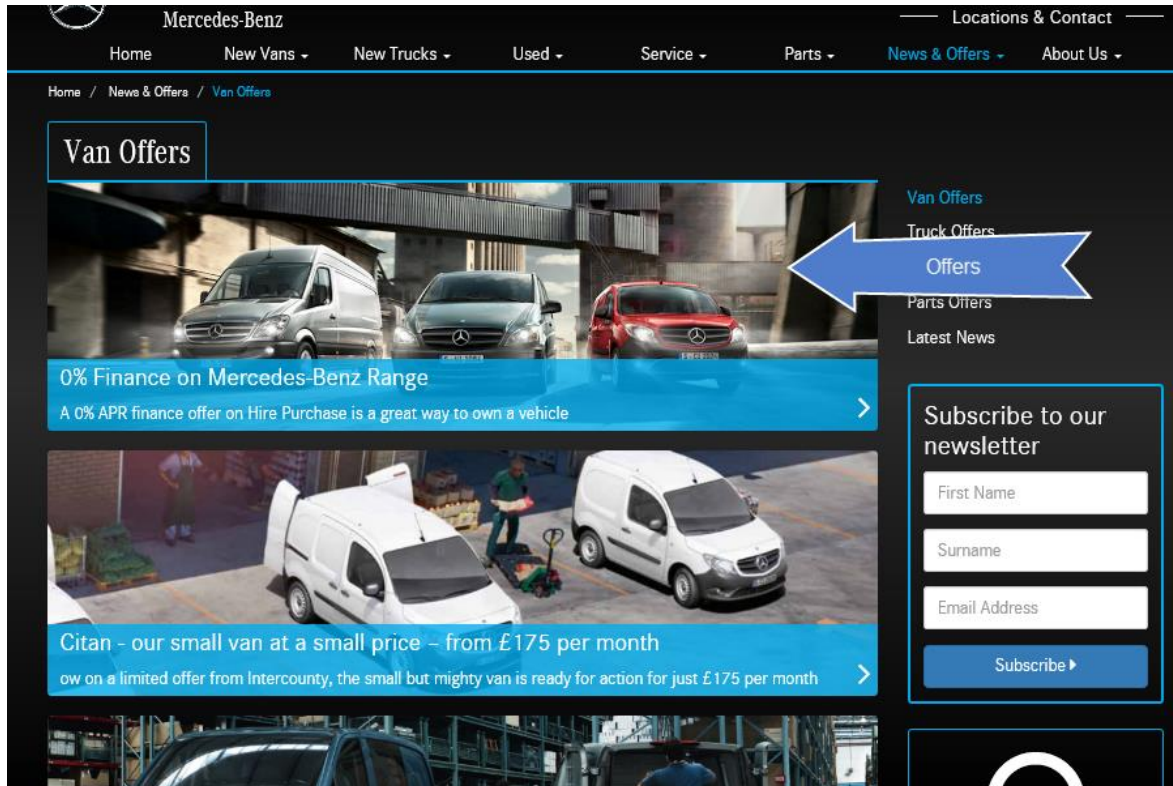 Mercedes-Benz
Locations & Contact
Home New Vans New Trucks Used Service Parts News & Offers About Us
Home / News & Offers / Van Offers
Van Offers
0% Finance on Mercedes-Benz Range
A 0% APR finance offer on Hire Purchase is a great way to own a vehicle
Citan - our small van at a small price – from £175 per month
ow on a limited offer from Intercounty, the small but mighty van is ready for action for just £175 per month
Van Offers
Truck Offers
Offers
Parts Offers
Latest News
Subscribe to our
newsletter
First Name
Surname
Email Address
Subscribe